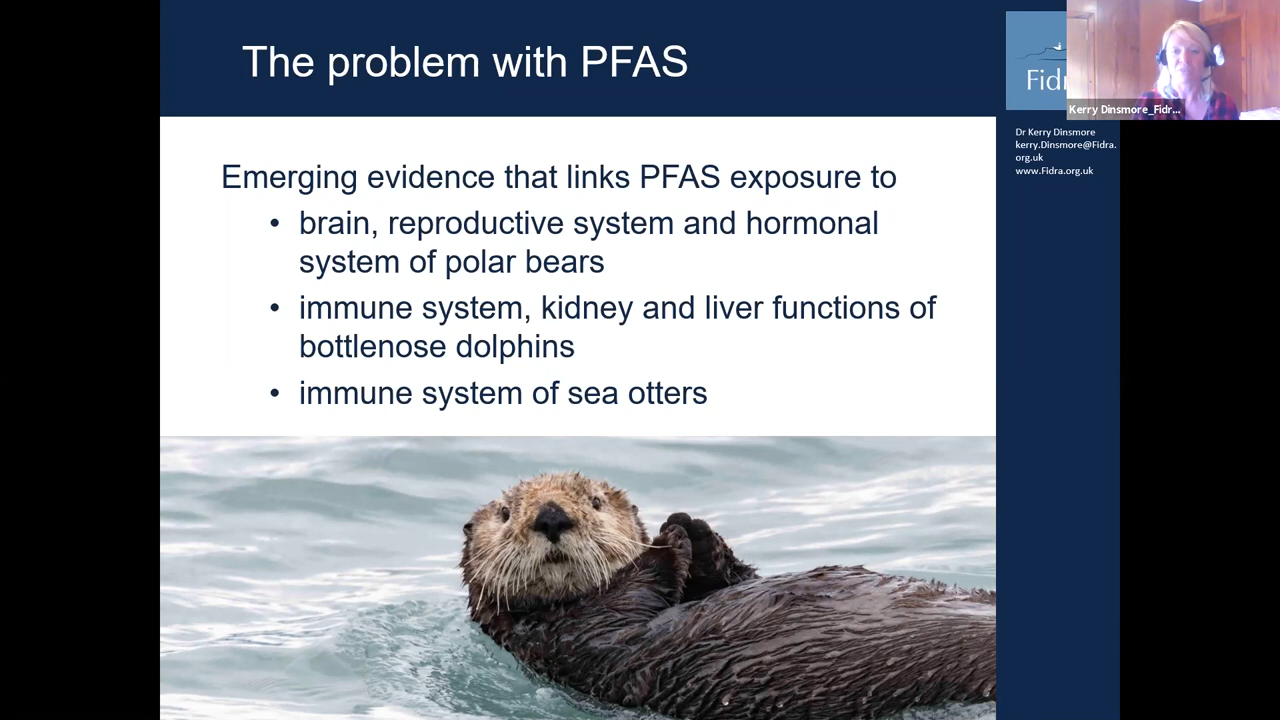 The problem with PFAS
Emerging evidence that links PFAS exposure to
• brain, reproductive system and hormonal
system of polar bears
• immune system, kidney and liver functions of
bottlenose dolphins
• immune system of sea otters
Fid
Kerry Dinsmore_Fidr...
Dr Kerry Dinsmore
kerry.Dinsmore@Fidra.
org.uk
www.Fidra.org.uk